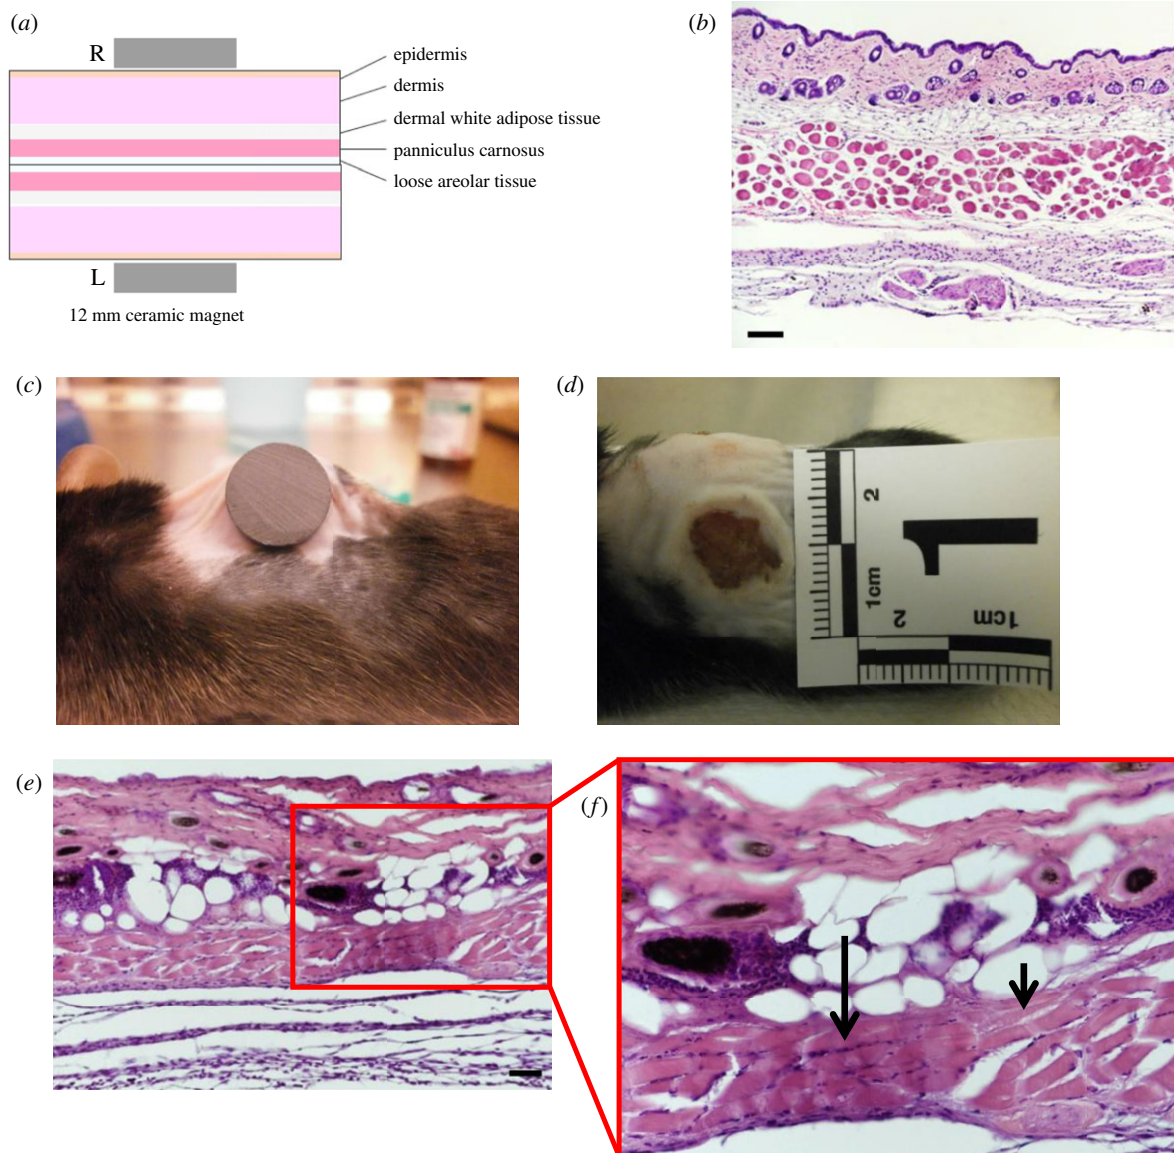 (a)
R
epidermis
dermis
dermal white adipose tissue
panniculus carnosus
loose areolar tissue
L
12 mm ceramic magnet
(b)
(c)
(d)
2
1cm
1
2
1cm
(e)
(f)